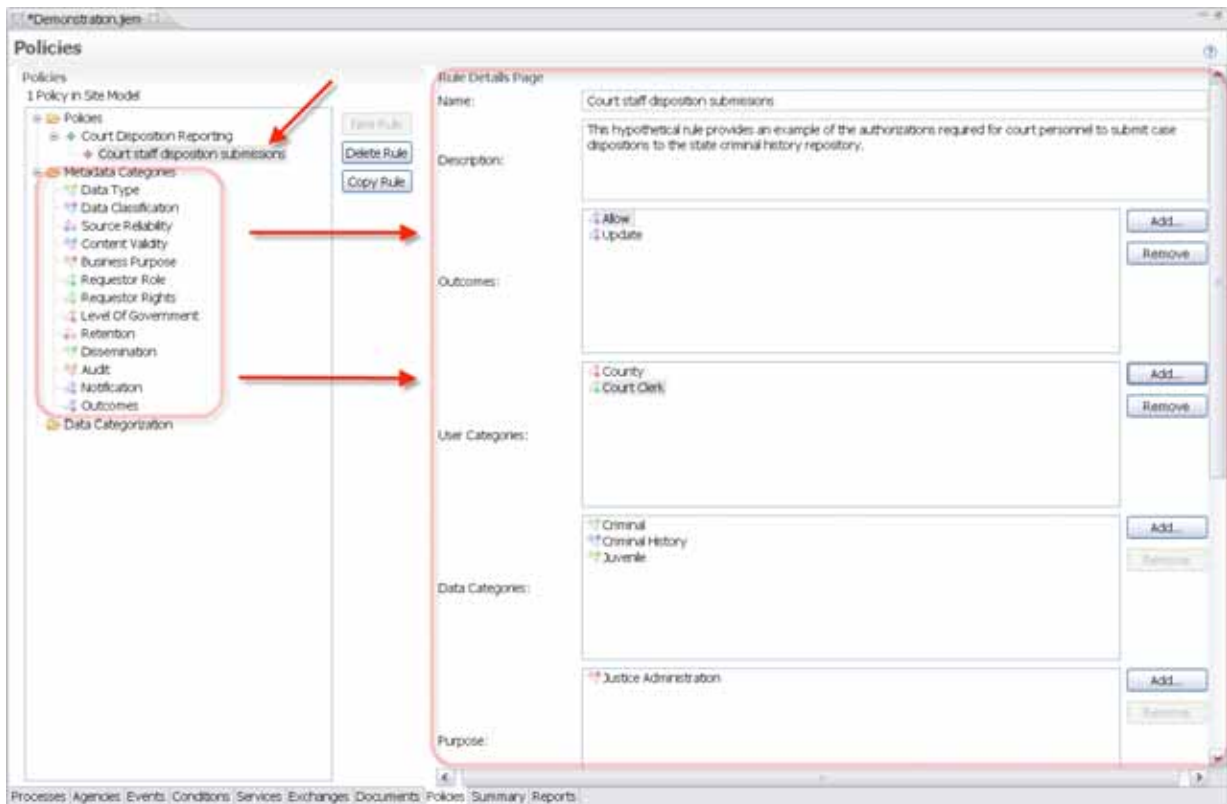 *Demonstration.jiem
Policies
Policies
1 Policy in Site Model
Policies
Court Disposition Reporting
Court staff disposition submissions
Metadata Categories
Data Type
Data Classification
Source Reliability
Content Validity
Business Purpose
Requestor Role
Requestor Rights
Level Of Government
Retention
Dissemination
Audit
Notification
Outcomes
Data Categorization
New Rule
Delete Rule
Copy Rule
Rule Details Page
Name:
Court staff disposition submissions
Description:
This hypothetical rule provides an example of the authorizations required for court personnel to submit case
dispositions to the state criminal history repository.
Outcomes:
Allow
Update
Add...
Remove
User Categories:
County
Court Clerk
Add...
Remove
Data Categories:
Criminal
Criminal History
Juvenile
Add...
Remove
Purpose:
Justice Administration
Add...
Remove
Processes Agencies Events Conditions Services Exchanges Documents Policies Summary Reports